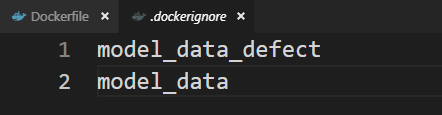 Dockerfile × .dockerignore ×
1 model_data_defect
2 model_data